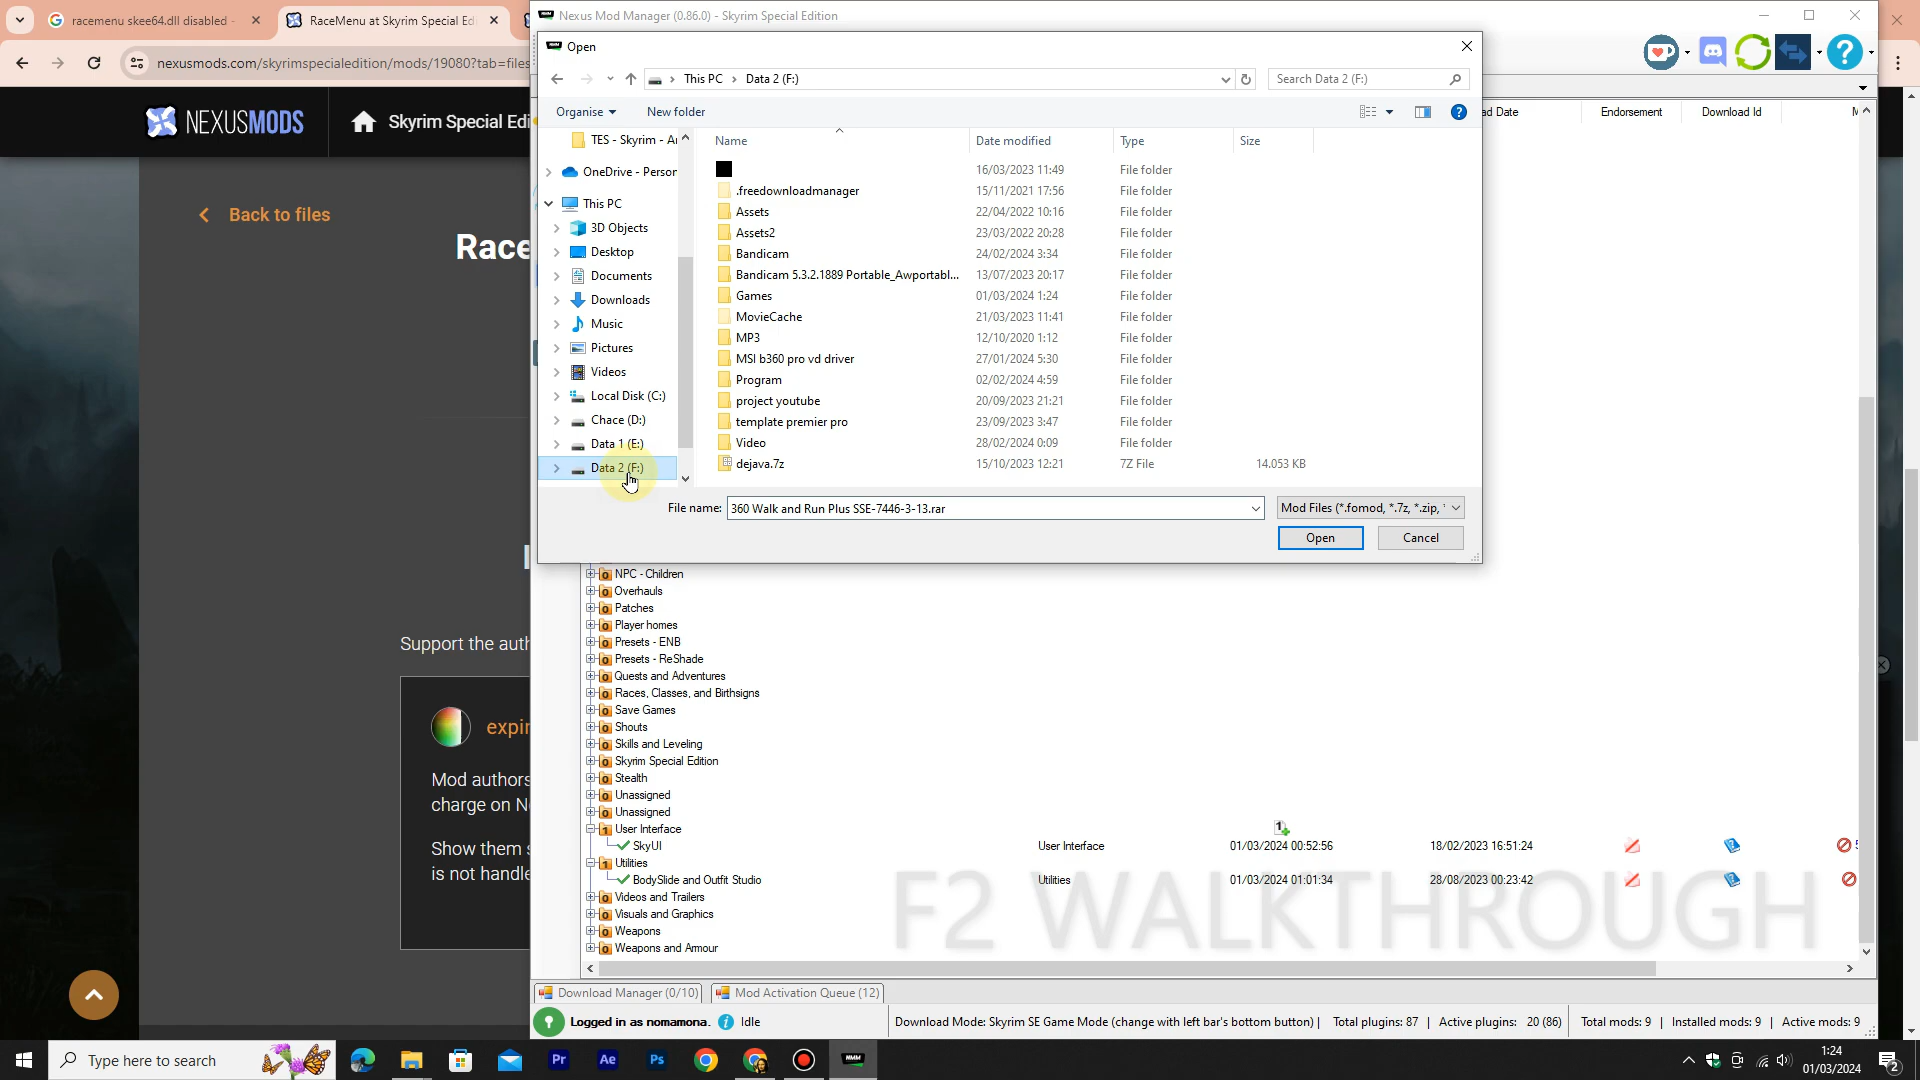 racemenu skee64.dll disabled -
RaceMenu at Skyrim Special Ed
nexusmods.com/skyrimspecialedition/mods/19080?tab=files
NEXUSMODS
Skyrim Special Edi
Back to files
Race
Support the auth
expir
Mod authors
charge on N
Show them s
is not handle
Nexus Mod Manager (0.86.0) - Skyrim Special Edition
Open
This PC > Data 2 (F:)
Search Data 2 (F:)
Organise
New folder
TES - Skyrim - A
OneDrive - Person
This PC
3D Objects
Desktop
Documents
Downloads
Music
Pictures
Videos
Local Disk (C:)
Chace (D:)
Data 1 (E:)
Data 2 (F:)
Name Date modified Type Size
16/03/2023 11:49 File folder
.freedownloadmanager 15/11/2021 17:56 File folder
Assets 22/04/2022 10:16 File folder
Assets2 23/03/2022 20:28 File folder
Bandicam 24/02/2024 3:34 File folder
Bandicam 5.3.2.1889 Portable_Awportabl... 13/07/2023 20:17 File folder
Games 01/03/2024 1:24 File folder
MovieCache 21/03/2023 11:41 File folder
MP3 12/10/2020 1:12 File folder
MSI b360 pro vd driver 27/01/2024 5:30 File folder
Program 02/02/2024 4:59 File folder
project youtube 20/09/2023 21:21 File folder
template premier pro 23/09/2023 3:47 File folder
Video 28/02/2024 0:09 File folder
dejava.7z 15/10/2023 12:21 7Z File 14.053 KB
File name: 360 Walk and Run Plus SSE-7446-3-13.rar
Mod Files (*.fomod, *.7z, *.zip, *
Open
Cancel
ad Date Endorsement Download Id M
NPC - Children
Overhauls
Patches
Player homes
Presets - ENB
Presets - ReShade
Quests and Adventures
Races, Classes, and Birthsigns
Save Games
Shouts
Skills and Leveling
Skyrim Special Edition
Stealth
Unassigned
Unassigned
User Interface
SkyUI User Interface 01/03/2024 00:52:56 18/02/2023 16:51:24
Utilities
BodySlide and Outfit Studio Utilities 01/03/2024 01:01:34 28/08/2023 00:23:42
Videos and Trailers
Visuals and Graphics
Weapons
Weapons and Armour
F2 WALKTHROUGH
Download Manager (0/10)
Mod Activation Queue (12)
Logged in as nomamona.
Idle
Download Mode: Skyrim SE Game Mode (change with left bar's bottom button) | Total plugins: 87 | Active plugins: 20 (86) | Total mods: 9 | Installed mods: 9 | Active mods: 9
Type here to search
Pr
Ae
Ps
NMM
1:24
01/03/2024
2